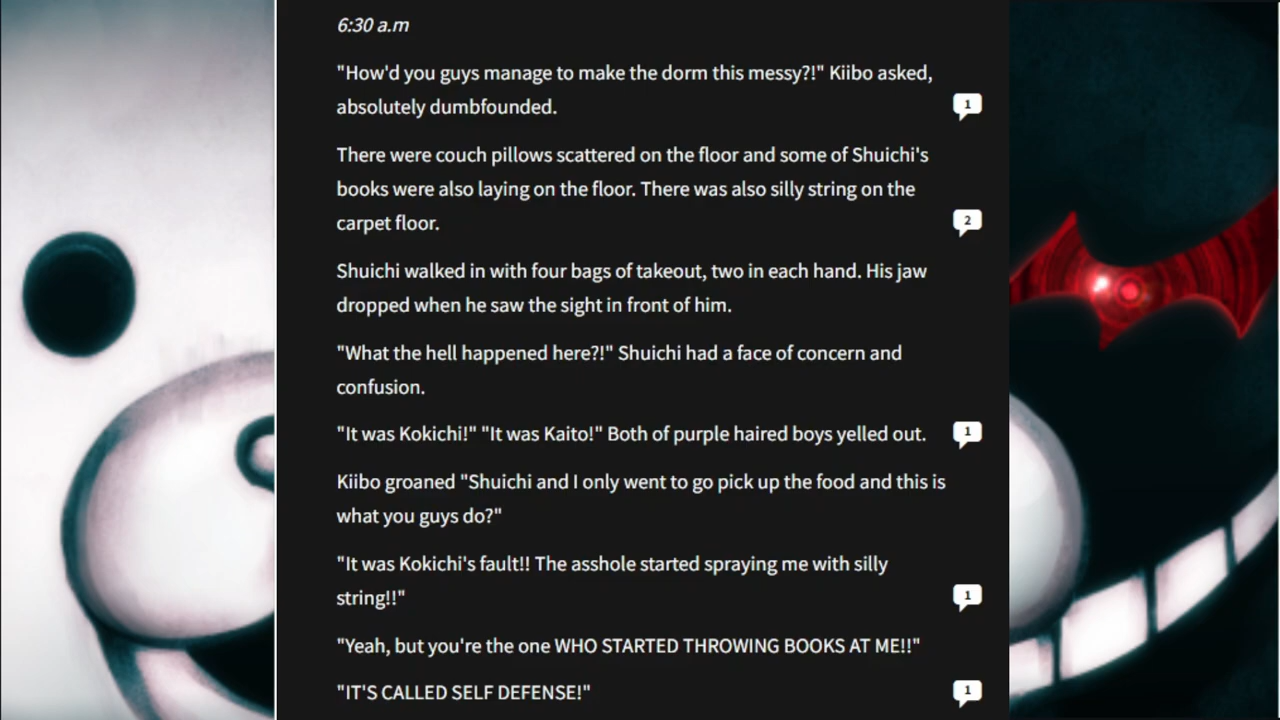 6:30 a.m
"How'd you guys manage to make the dorm this messy?!" Kiibo asked,
absolutely dumbfounded.
1
There were couch pillows scattered on the floor and some of Shuichi's
books were also laying on the floor. There was also silly string on the
carpet floor.
2
Shuichi walked in with four bags of takeout, two in each hand. His jaw
dropped when he saw the sight in front of him.
"What the hell happened here?!" Shuichi had a face of concern and
confusion.
"It was Kokichi!" "It was Kaito!" Both of purple haired boys yelled out.
1
Kiibo groaned "Shuichi and I only went to go pick up the food and this is
what you guys do?"
"It was Kokichi's fault!! The asshole started spraying me with silly
string!!"
1
"Yeah, but you're the one WHO STARTED THROWING BOOKS AT ME!!"
"IT'S CALLED SELF DEFENSE!"
1